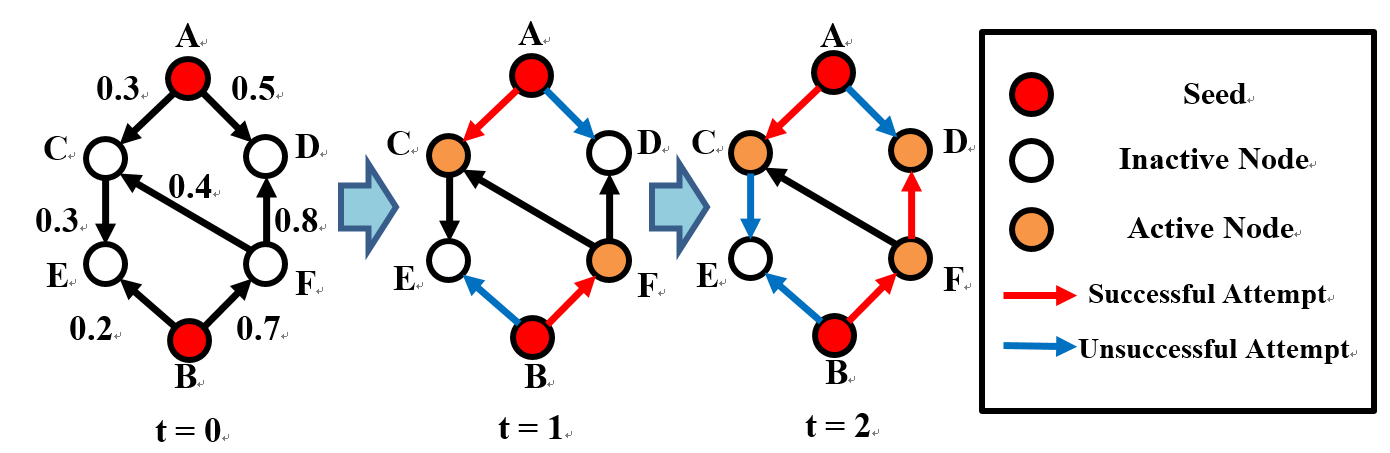 A
0.3
0.5
C
D
0.4
0.3
0.8
E
F
0.2
0.7
B
t = 0
A
C
D
E
F
B
t = 1
A
C
D
E
F
B
t = 2
Seed
Inactive Node
Active Node
Successful Attempt
Unsuccessful Attempt